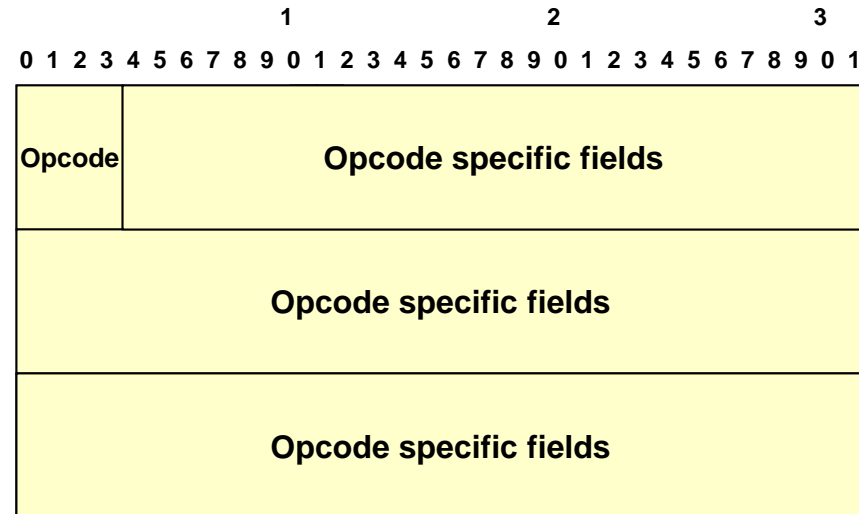 1 2 3
0 1 2 3 4 5 6 7 8 9 0 1 2 3 4 5 6 7 8 9 0 1 2 3 4 5 6 7 8 9 0 1
Opcode Opcode specific fields
Opcode specific fields
Opcode specific fields